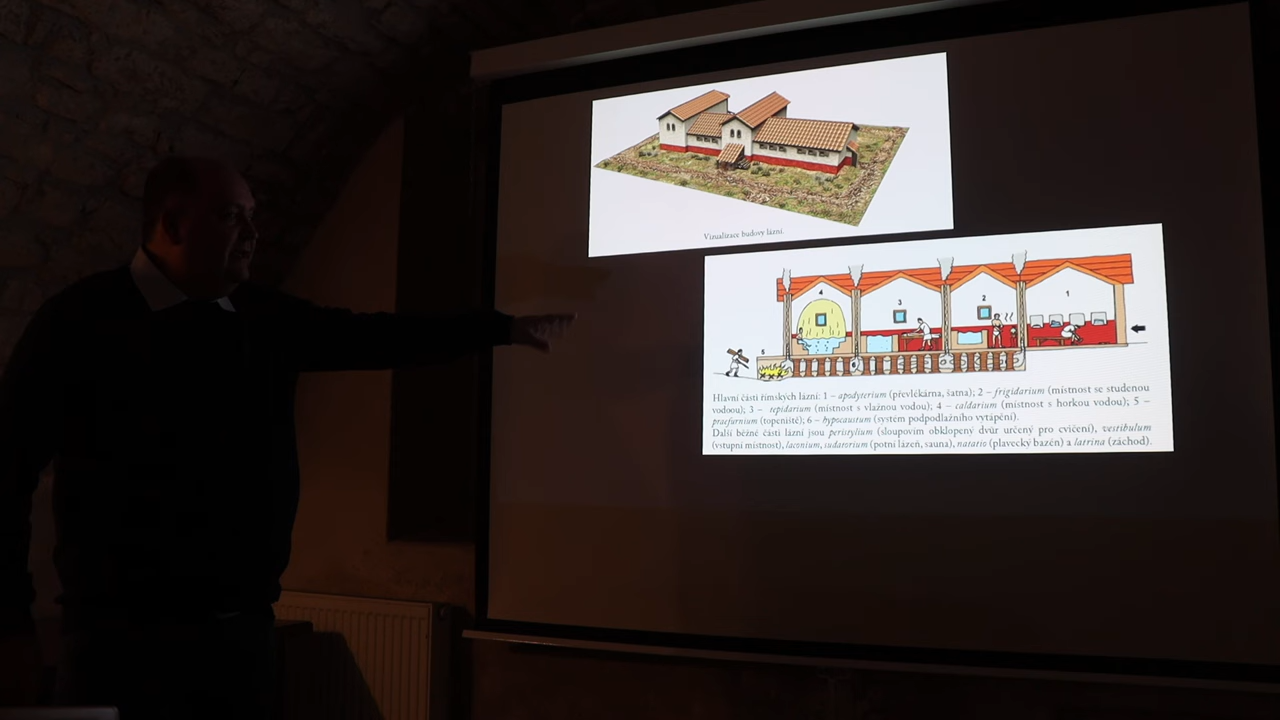 Vizualizace budovy lázní.
4
3
2
1
5
6
Hlavní části římských lázní: 1 – apodyterium (převlékárna, šatna); 2 – frigidarium (místnost se studenou
vodou); 3 – tepidarium (místnost s vlažnou vodou); 4 – caldarium (místnost s horkou vodou); 5 –
praefurnium (topeniště); 6 – hypocaustum (systém podpodlažního vytápění).
Další běžné části lázní jsou peristylium (sloupovím obklopený dvůr určený pro cvičení), vestibulum
(vstupní místnost), laconium, sudatorium (potní lázeň, sauna), natatio (plavecký bazén) a latrina (záchod).